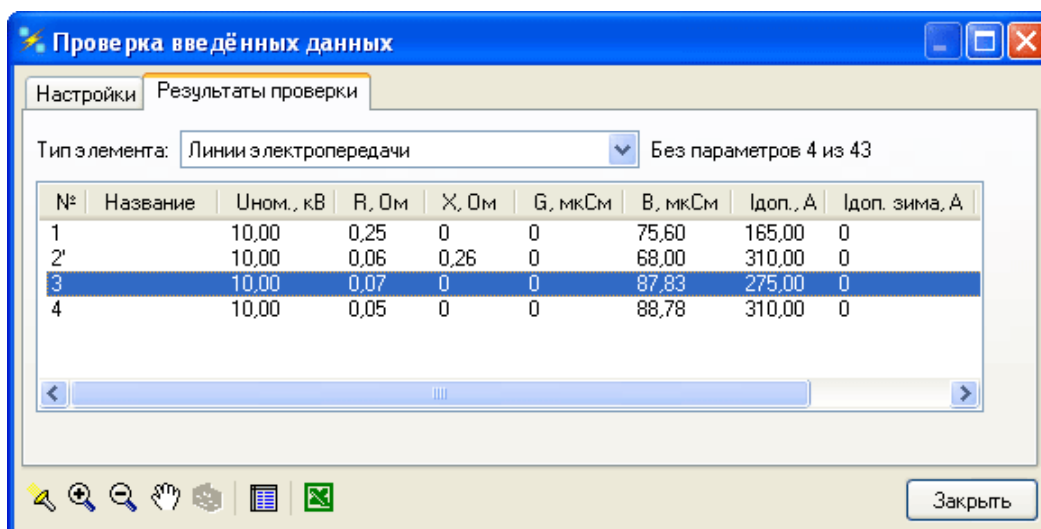 Проверка введённых данных
Настройки Результаты проверки
Тип элемента: Линии электропередачи Без параметров 4 из 43
№ Название Uном., кВ R, Ом X, Ом G, мкСм B, мкСм Iдоп., А Iдоп. зима, А
1 10,00 0,25 0 0 75,60 165,00 0
2' 10,00 0,06 0,26 0 68,00 310,00 0
3 10,00 0,07 0 0 87,83 275,00 0
4 10,00 0,05 0 0 88,78 310,00 0
Закрыть